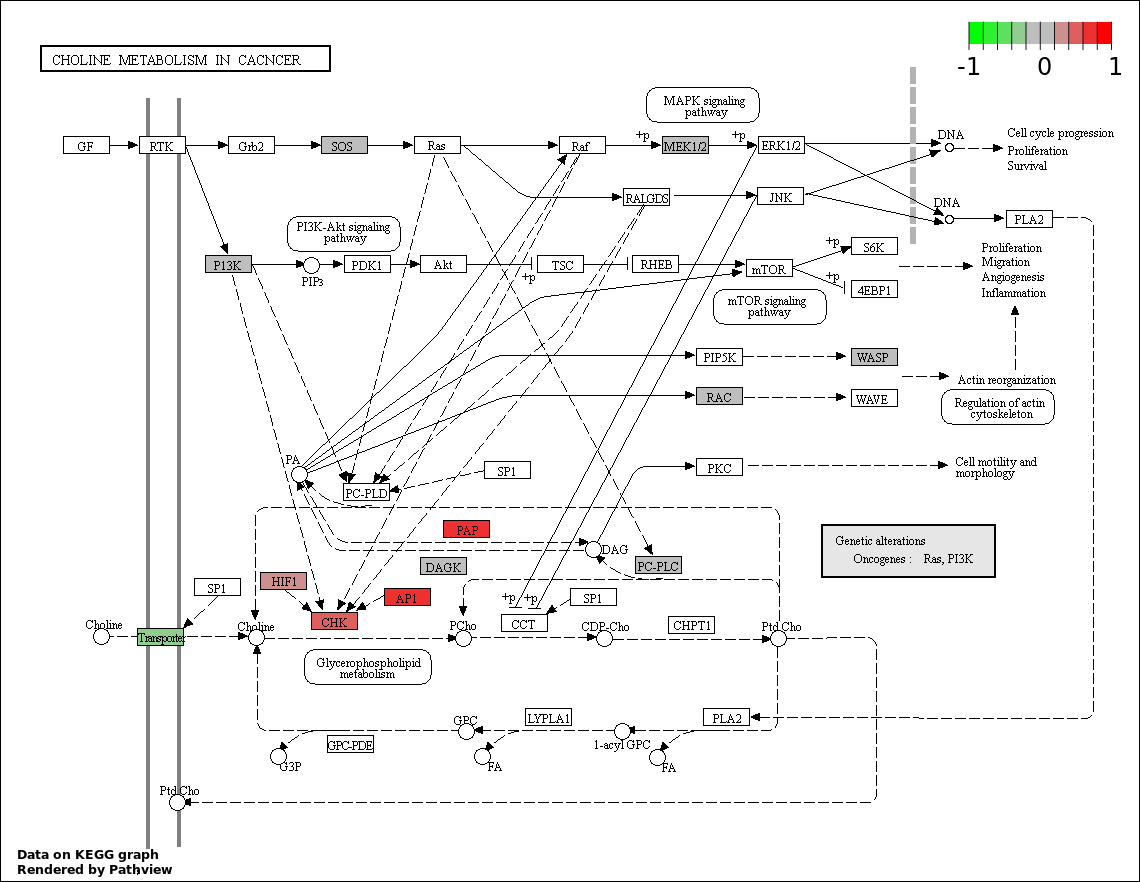 CHOLINE METABOLISM IN CACNCER
-1 0 1
MAPK signaling
pathway
GF
RTK
Grb2
SOS
Ras
Raf
+p
MEK1/2
+p
ERK1/2
DNA
Cell cycle progression
Proliferation
Survival
RALGDS
JNK
DNA
PLA2
PI3K-Akt signaling
pathway
P13K
PIP3
PDK1
Akt
+p
TSC
RHEB
mTOR
+p
S6K
+p
4EBP1
Proliferation
Migration
Angiogenesis
Inflammation
mTOR signaling
pathway
PIP5K
WASP
Actin reorganization
RAC
WAVE
Regulation of actin
cytoskeleton
PA
PC-PLD
SP1
PKC
Cell motility and
morphology
PAP
DAG
DAGK
PC-PLC
Genetic alterations
Oncogenes : Ras, PI3K
SP1
HIF1
AP1
CHK
+p
+p
SP1
CCT
CHPT1
Choline
Transporter
Choline
PCho
CDP-Cho
Ptd Cho
Glycerophospholipid
metabolism
GPC
LYPLA1
PLA2
GPC-PDE
1-acyl GPC
G3P
FA
FA
Ptd Cho
Data on KEGG graph
Rendered by Pathview